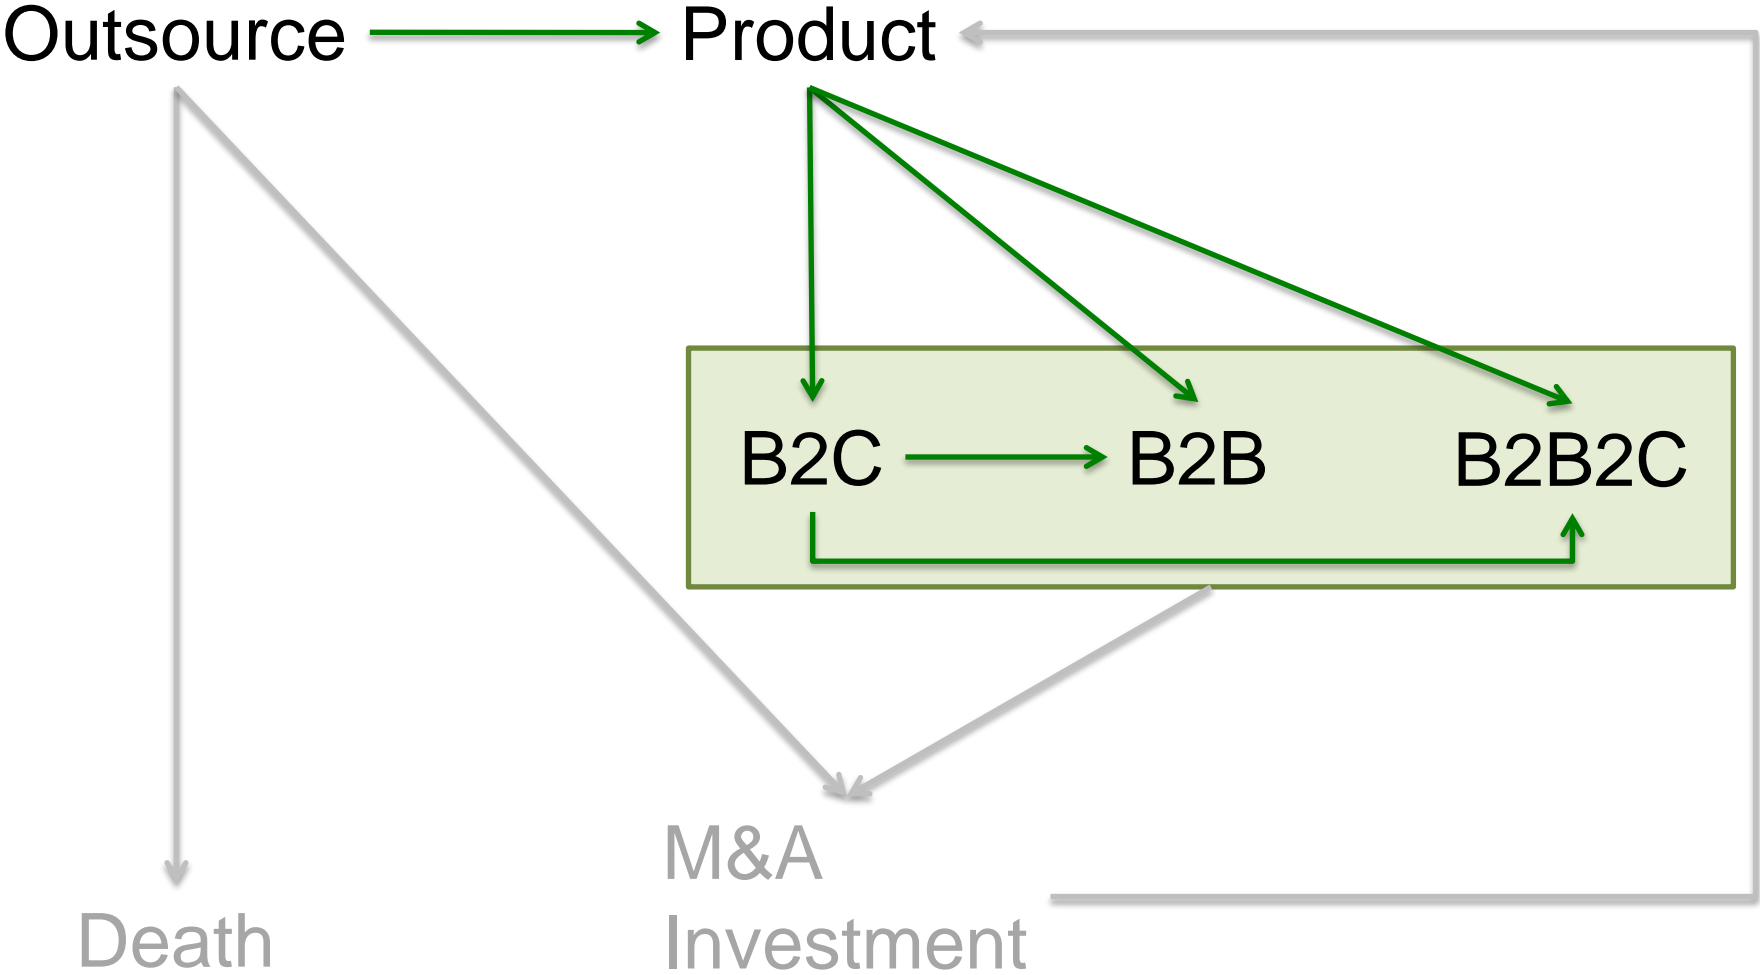 Outsource
Product
B2C
B2B
B2B2C
M&A
Investment
Death